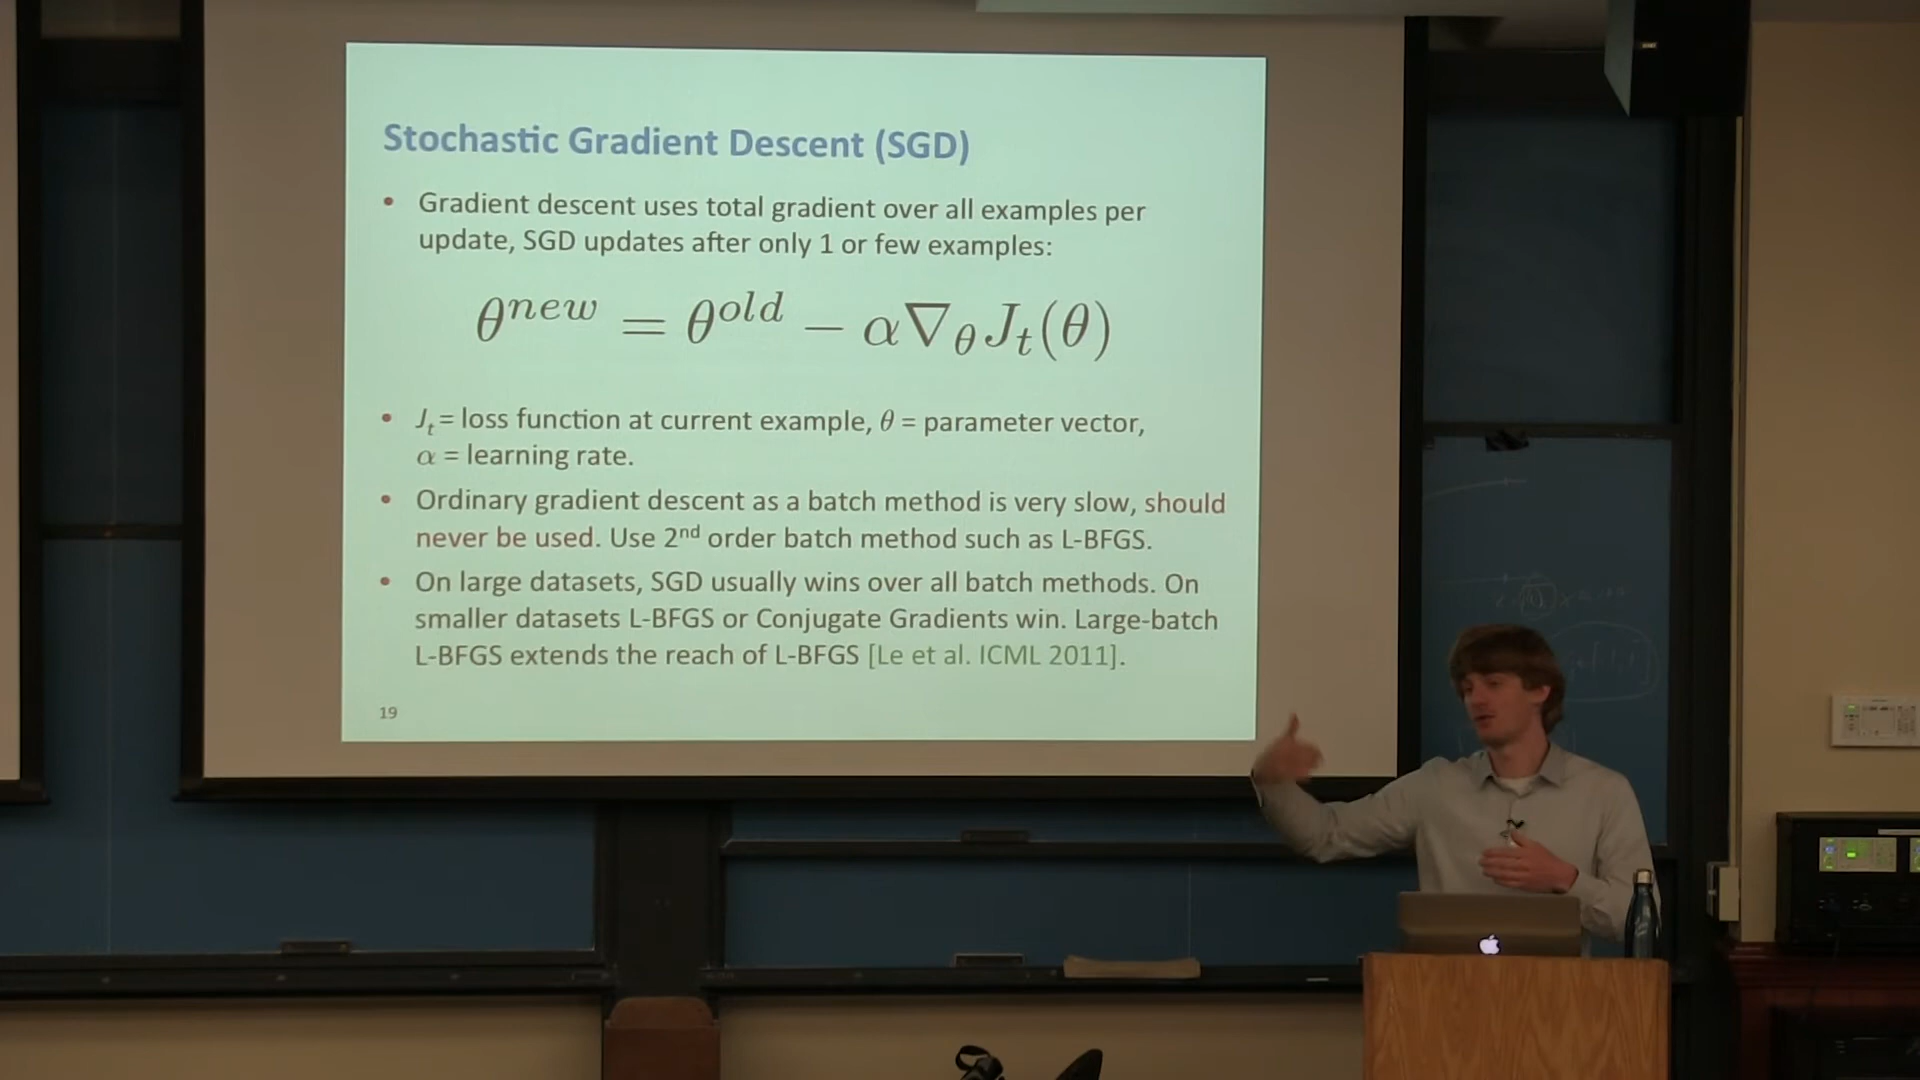 Stochastic Gradient Descent (SGD)
• Gradient descent uses total gradient over all examples per
update, SGD updates after only 1 or few examples:
θ^{new} = θ^{old} − α∇_θ J_t(θ)
• J_t = loss function at current example, θ = parameter vector,
α = learning rate.
• Ordinary gradient descent as a batch method is very slow, should
never be used. Use 2nd order batch method such as L-BFGS.
• On large datasets, SGD usually wins over all batch methods. On
smaller datasets L-BFGS or Conjugate Gradients win. Large-batch
L-BFGS extends the reach of L-BFGS [Le et al. ICML 2011].
19